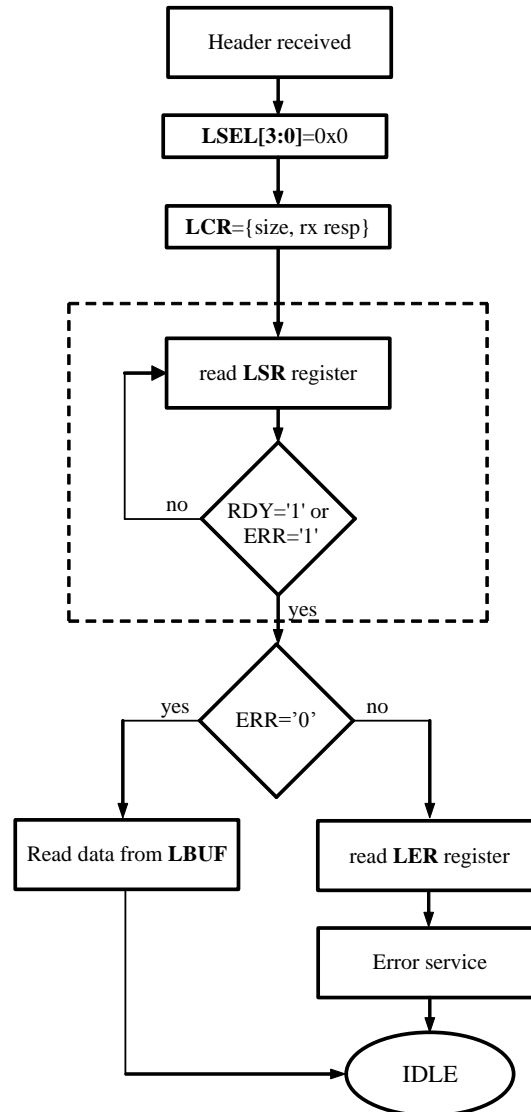 Header received
LSEL[3:0]=0x0
LCR={size, rx resp}
read LSR register
no
RDY='1' or
ERR='1'
yes
yes
ERR=’0’
no
Read data from LBUF
read LER register
Error service
IDLE